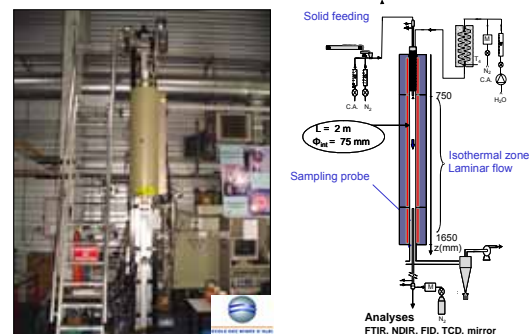 Solid feeding
M
N2
C.A.
H2O
C.A. N2
750
L = 2 m
Φint = 75 mm
Isothermal zone
Laminar flow
Sampling probe
1650
z(mm)
M
N2
Analyses
FTIR, NDIR, FID, TCD, mirror